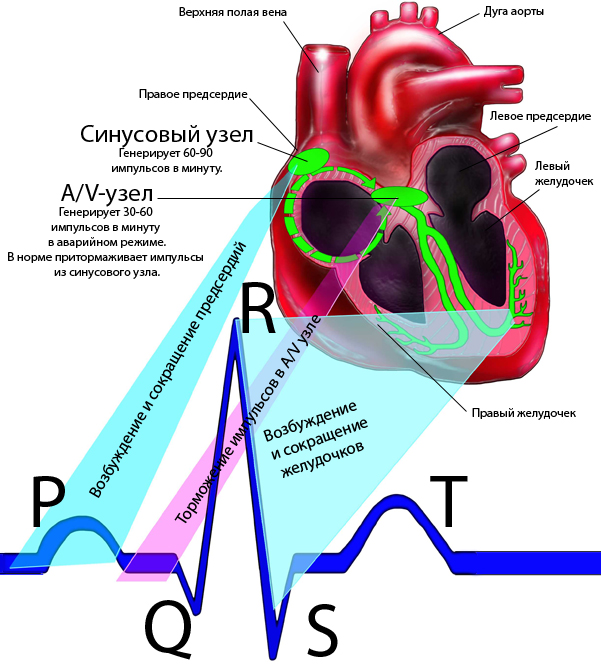 Верхняя полая вена
Дуга аорты
Правое предсердие
Левое предсердие
Синусовый узел
Генерирует 60-90
импульсов в минуту.
Левый
желудочек
A/V-узел
Генерирует 30-60
импульсов в минуту
в аварийном режиме.
В норме притормаживает импульсы
из синусового узла.
R
Возбуждение и сокращение предсердий
Торможение импульсов в A/V узле
Возбуждение
и сокращение
желудочков
Правый желудочек
P
T
Q
S